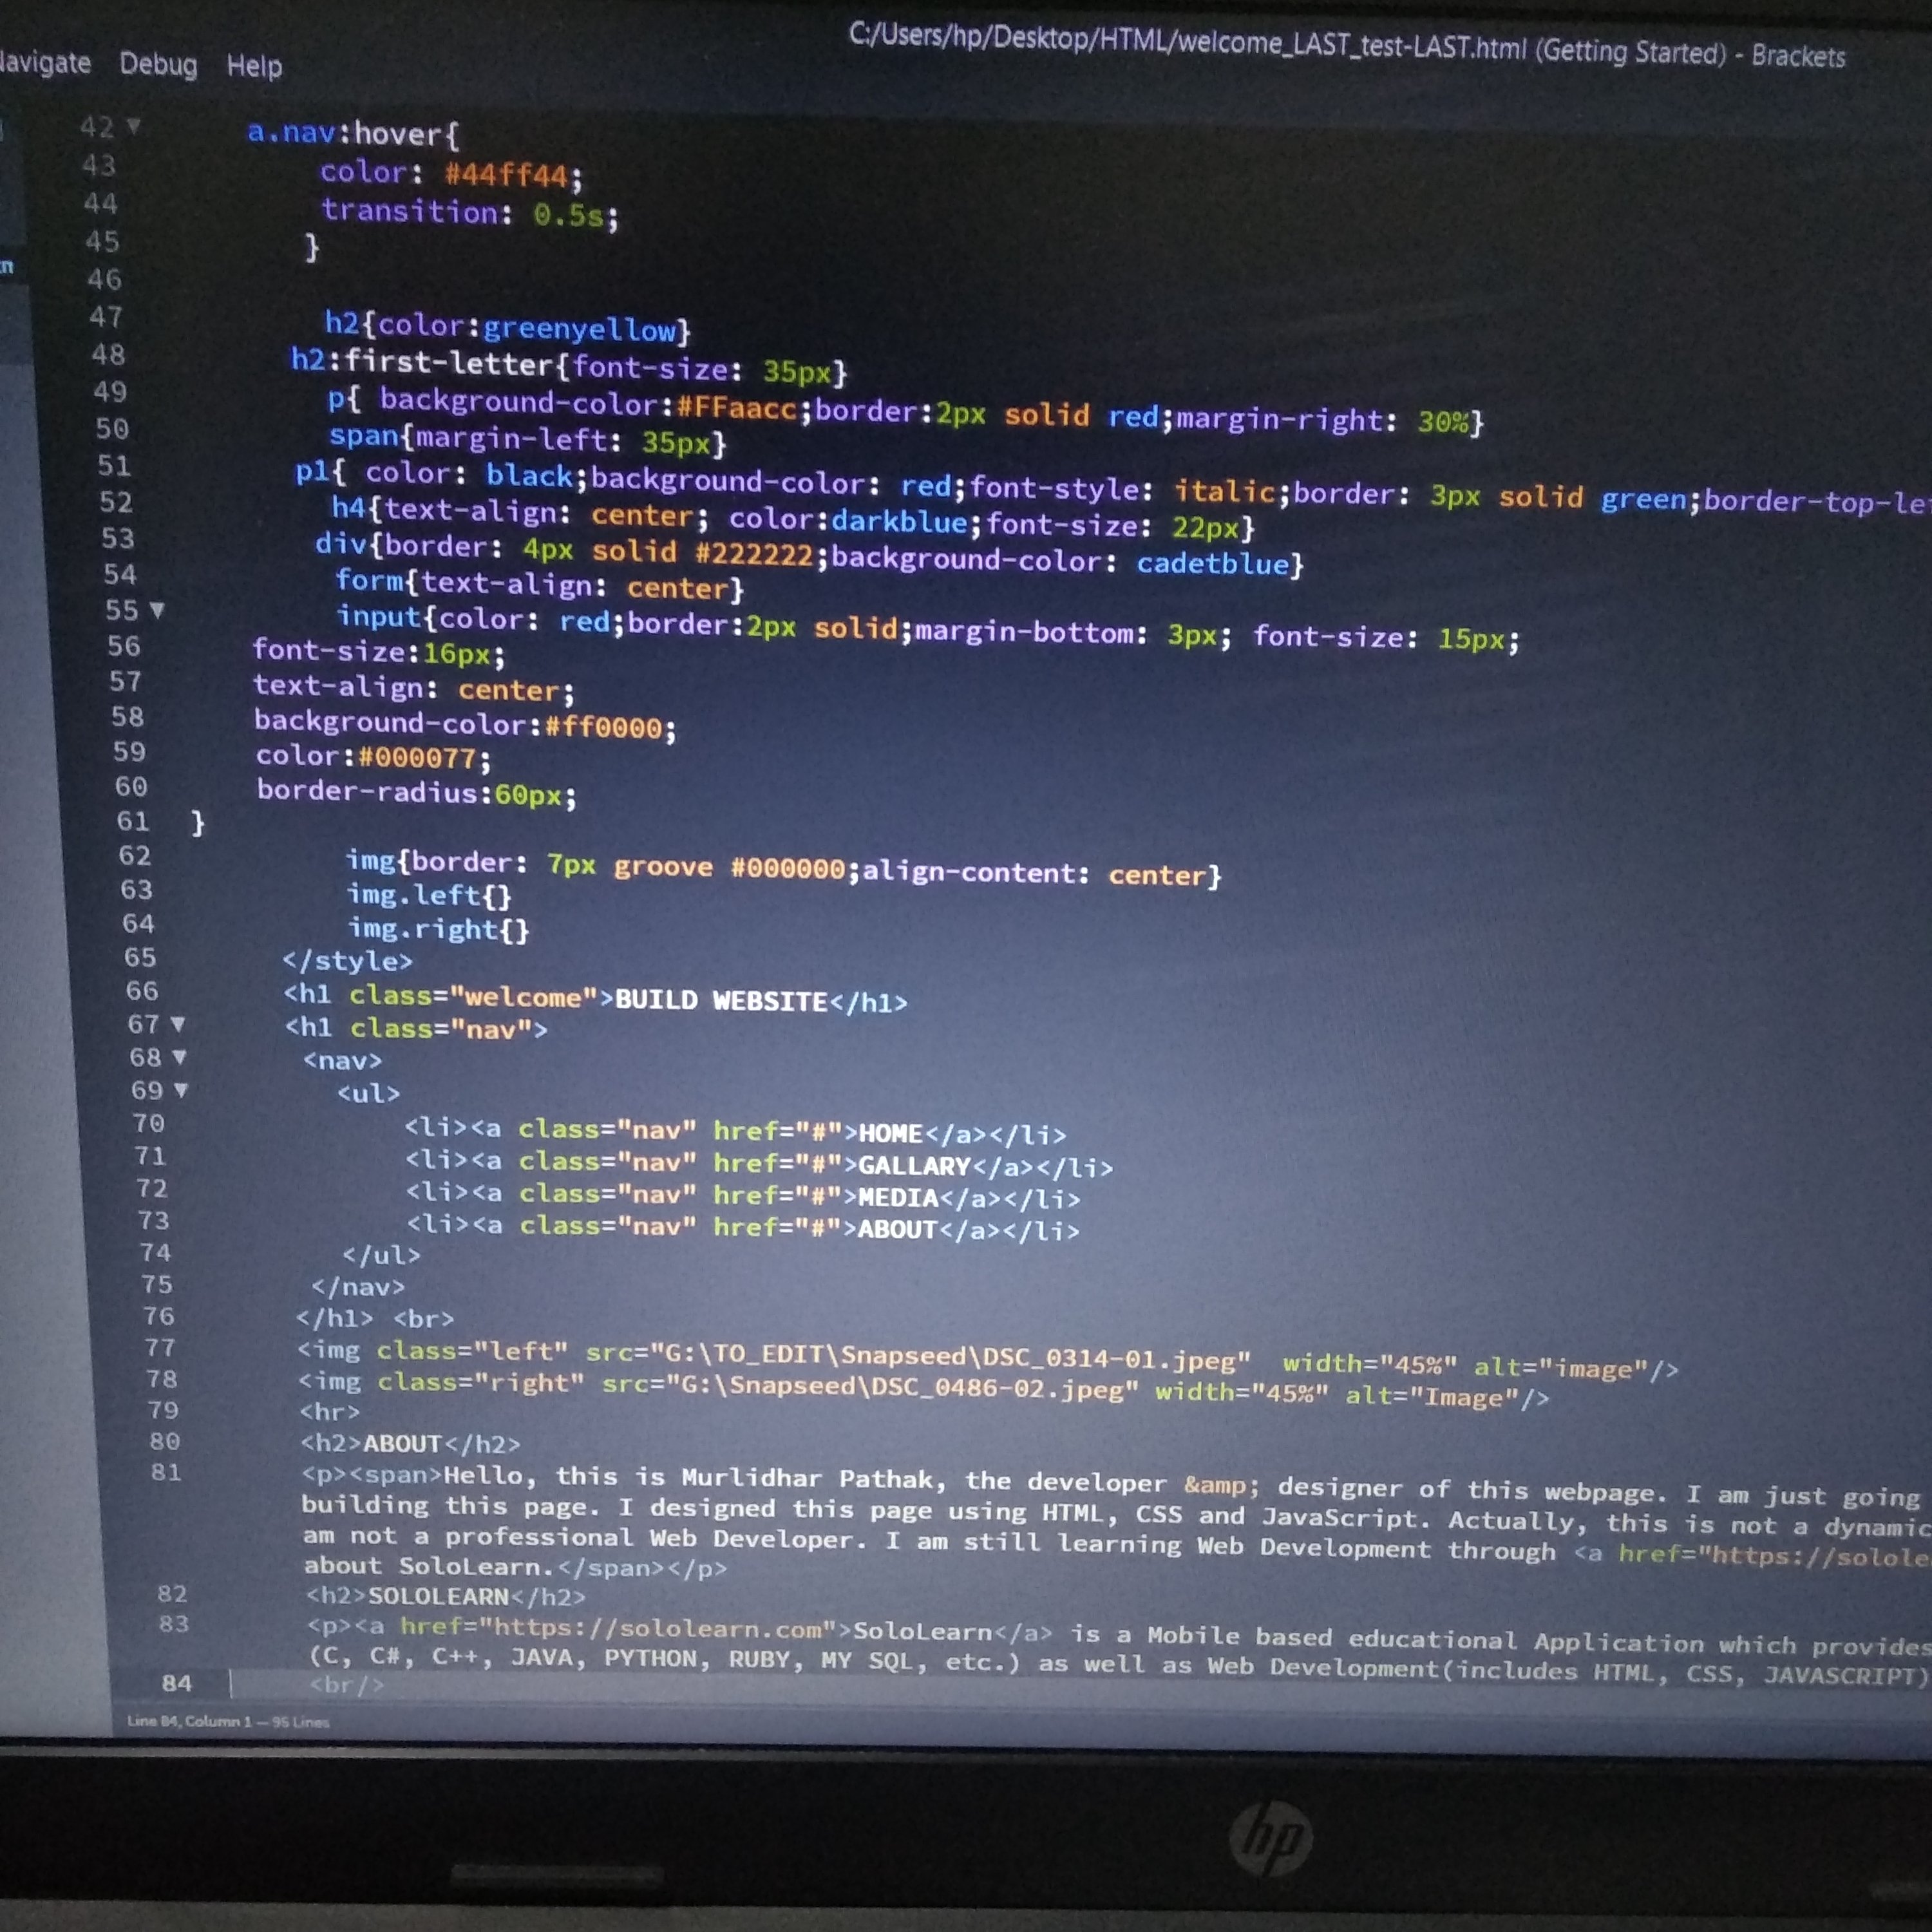 C:/Users/hp/Desktop/HTML/welcome_LAST_test-LAST.html (Getting Started) - Brackets
Navigate Debug Help
42 a.nav:hover{
43 color: #44ff44;
44 transition: 0.5s;
45 }
46
47 h2{color:greenyellow}
48 h2:first-letter{font-size: 35px}
49 p{ background-color:#FFaacc;border:2px solid red;margin-right: 30%}
50 span{margin-left: 35px}
51 p1{ color: black;background-color: red;font-style: italic;border: 3px solid green;border-top-le
52 h4{text-align: center; color:darkblue;font-size: 22px}
53 div{border: 4px solid #222222;background-color: cadetblue}
54 form{text-align: center}
55 input{color: red;border:2px solid;margin-bottom: 3px; font-size: 15px;
56 font-size:16px;
57 text-align: center;
58 background-color:#ff0000;
59 color:#000077;
60 border-radius:60px;
61 }
62 img{border: 7px groove #000000;align-content: center}
63 img.left{}
64 img.right{}
65 </style>
66 <h1 class="welcome">BUILD WEBSITE</h1>
67 <h1 class="nav">
68 <nav>
69 <ul>
70 <li><a class="nav" href="#">HOME</a></li>
71 <li><a class="nav" href="#">GALLARY</a></li>
72 <li><a class="nav" href="#">MEDIA</a></li>
73 <li><a class="nav" href="#">ABOUT</a></li>
74 </ul>
75 </nav>
76 </h1> <br>
77 <img class="left" src="G:\TO_EDIT\Snapseed\DSC_0314-01.jpeg"  width="45%" alt="image"/>
78 <img class="right" src="G:\Snapseed\DSC_0486-02.jpeg" width="45%" alt="Image"/>
79 <hr>
80 <h2>ABOUT</h2>
81 <p><span>Hello, this is Murlidhar Pathak, the developer &amp; designer of this webpage. I am just going
building this page. I designed this page using HTML, CSS and JavaScript. Actually, this is not a dynamic
am not a professional Web Developer. I am still learning Web Development through <a href="https://solole
about SoloLearn.</span></p>
82 <h2>SOLOLEARN</h2>
83 <p><a href="https://sololearn.com">SoloLearn</a> is a Mobile based educational Application which provides
(C, C#, C++, JAVA, PYTHON, RUBY, MY SQL, etc.) as well as Web Development(includes HTML, CSS, JAVASCRIPT)
84 <br/>
Line 84, Column 1 — 95 Lines
hp